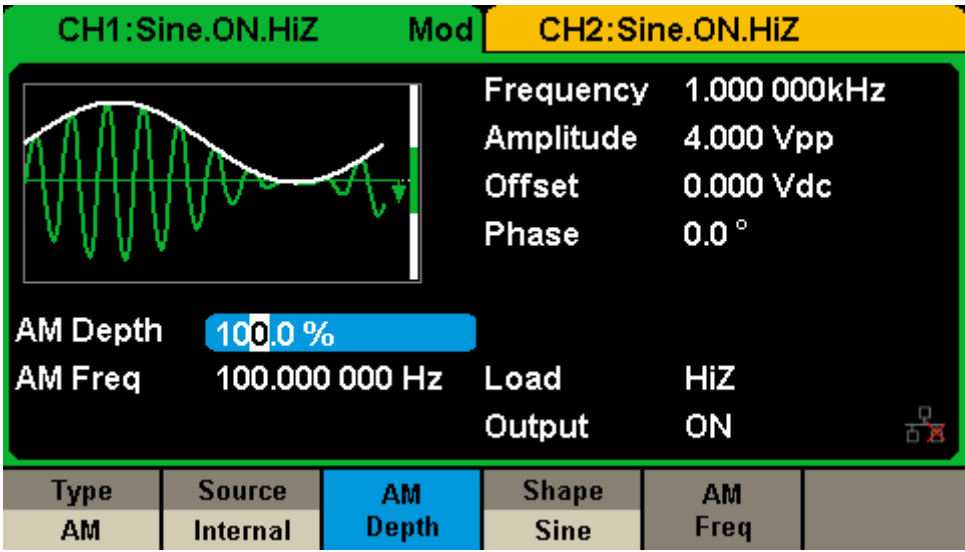 CH1:Sine.ON.HiZ Mod CH2:Sine.ON.HiZ
Frequency 1.000 000kHz
Amplitude 4.000 Vpp
Offset 0.000 Vdc
Phase 0.0 °
AM Depth 100.0 %
AM Freq 100.000 000 Hz Load HiZ
Output ON
Type Source AM Depth Shape AM Freq
AM Internal Sine